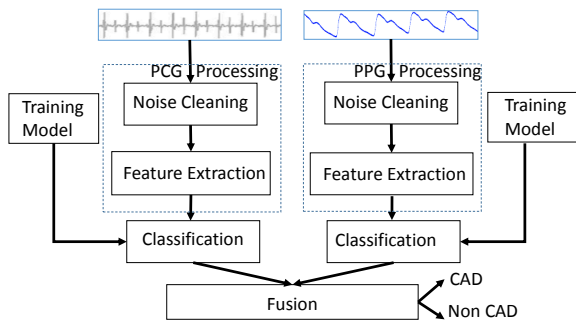 PCG Processing
PPG Processing
Noise Cleaning
Noise Cleaning
Training
Model
Training
Model
Feature Extraction
Feature Extraction
Classification
Classification
Fusion
CAD
Non CAD